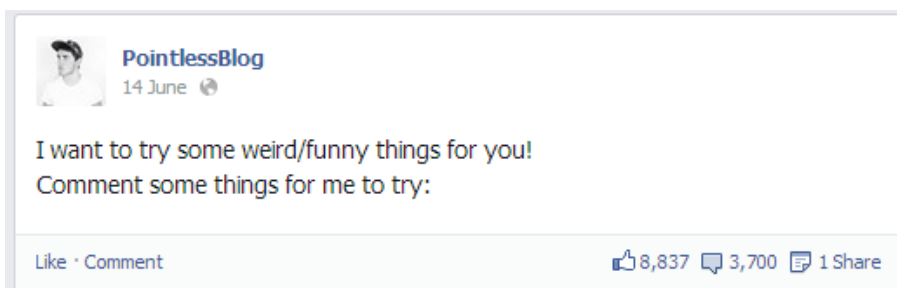 PointlessBlog
14 June
I want to try some weird/funny things for you!
Comment some things for me to try:
Like · Comment 8,837 3,700 1 Share